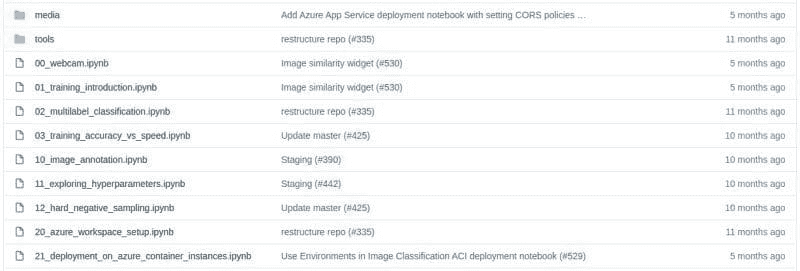 media Add Azure App Service deployment notebook with setting CORS policies … 5 months ago
tools restructure repo (#335) 11 months ago
00_webcam.ipynb Image similarity widget (#530) 5 months ago
01_training_introduction.ipynb Image similarity widget (#530) 5 months ago
02_multilabel_classification.ipynb restructure repo (#335) 11 months ago
03_training_accuracy_vs_speed.ipynb Update master (#425) 10 months ago
10_image_annotation.ipynb Staging (#390) 10 months ago
11_exploring_hyperparameters.ipynb Staging (#442) 10 months ago
12_hard_negative_sampling.ipynb Update master (#425) 10 months ago
20_azure_workspace_setup.ipynb restructure repo (#335) 11 months ago
21_deployment_on_azure_container_instances.ipynb Use Environments in Image Classification ACI deployment notebook (#529) 5 months ago